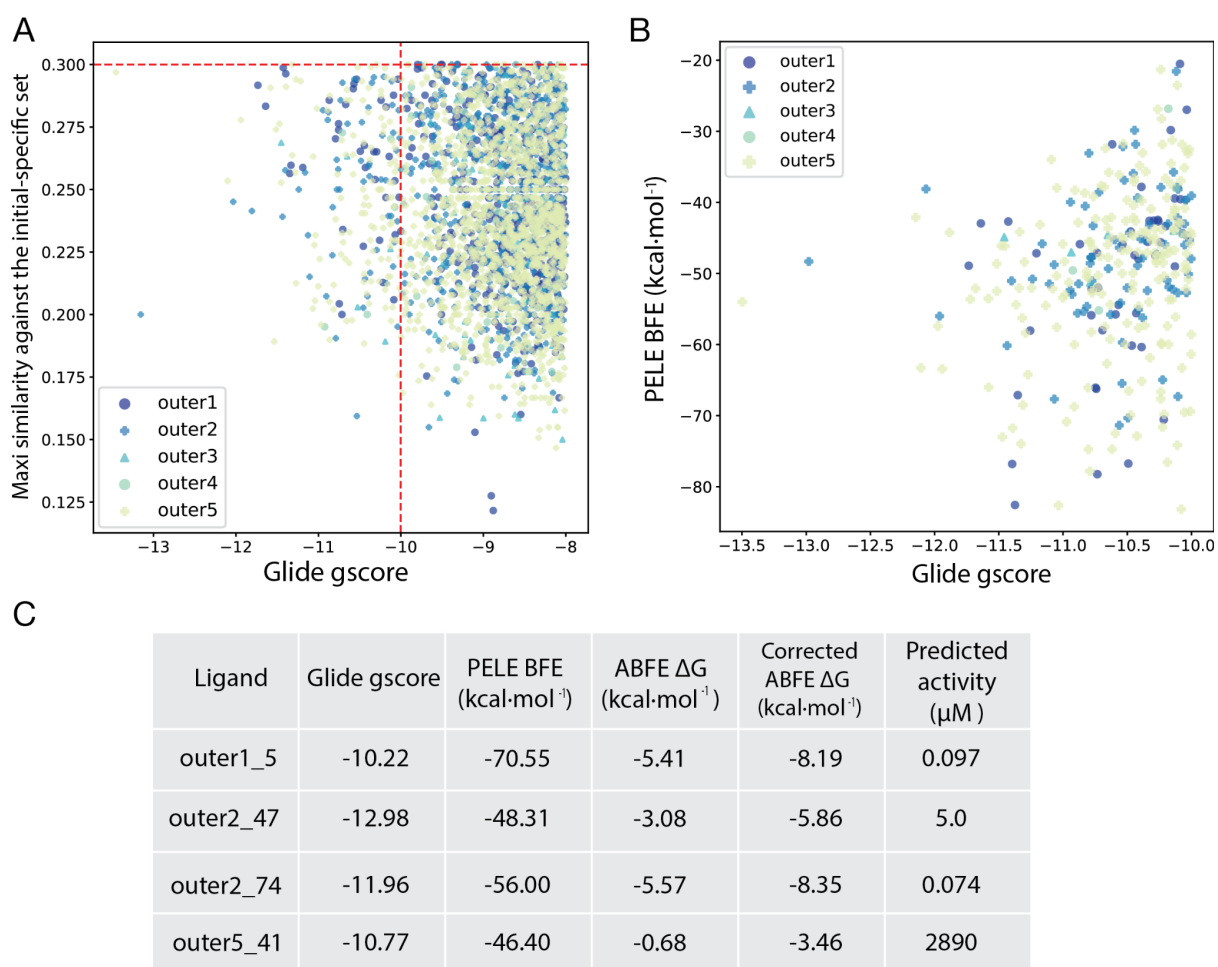 A
Maxi similarity against the initial-specific set
0.300
0.275
0.250
0.225
0.200
0.175
0.150
0.125
outer1
outer2
outer3
outer4
outer5
−13
−12
−11
−10
−9
−8
Glide gscore
B
PELE BFE (kcal·mol⁻¹)
−20
−30
−40
−50
−60
−70
−80
outer1
outer2
outer3
outer4
outer5
−13.5
−13.0
−12.5
−12.0
−11.5
−11.0
−10.5
−10.0
Glide gscore
C
Ligand
Glide gscore
PELE BFE
(kcal·mol⁻¹)
ABFE ΔG
(kcal·mol⁻¹)
Corrected
ABFE ΔG
(kcal·mol⁻¹)
Predicted
activity
(μM )
outer1_5 -10.22 -70.55 -5.41 -8.19 0.097
outer2_47 -12.98 -48.31 -3.08 -5.86 5.0
outer2_74 -11.96 -56.00 -5.57 -8.35 0.074
outer5_41 -10.77 -46.40 -0.68 -3.46 2890